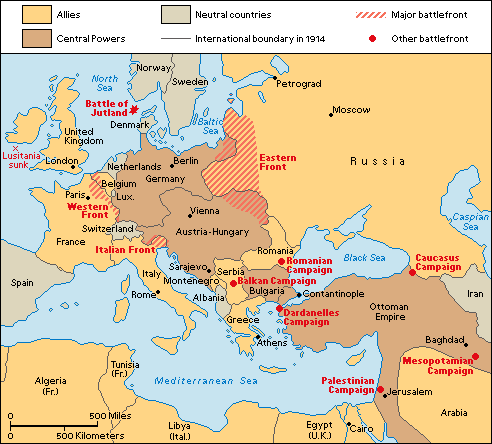 Allies
Neutral countries
Major battlefront
Central Powers
International boundary in 1914
Other battlefront
Norway
Sweden
North
Sea
Petrograd
Battle of
Jutland
Moscow
Baltic
Sea
Denmark
United
Kingdom
Lusitania
sunk
London
Netherlands
Berlin
Germany
Eastern
Front
Russia
Belgium
Lux.
Paris
Western
Front
Vienna
Switzerland
Austria-Hungary
France
Italian Front
Caspian
Sea
Romania
Black Sea
Caucasus
Campaign
Romanian
Campaign
Italy
Sarajevo
Serbia
Montenegro
Balkan Campaign
Spain
Rome
Albania
Bulgaria
Constantinople
Iran
Dardanelles
Campaign
Ottoman
Empire
Greece
Athens
Baghdad
Mesopotamian
Campaign
Tunisia
(Fr.)
Algeria
(Fr.)
Mediterranean Sea
Palestinian
Campaign
Jerusalem
Arabia
0
500 Miles
0
500 Kilometers
Libya
(Ital.)
Egypt
(U.K.)
Cairo